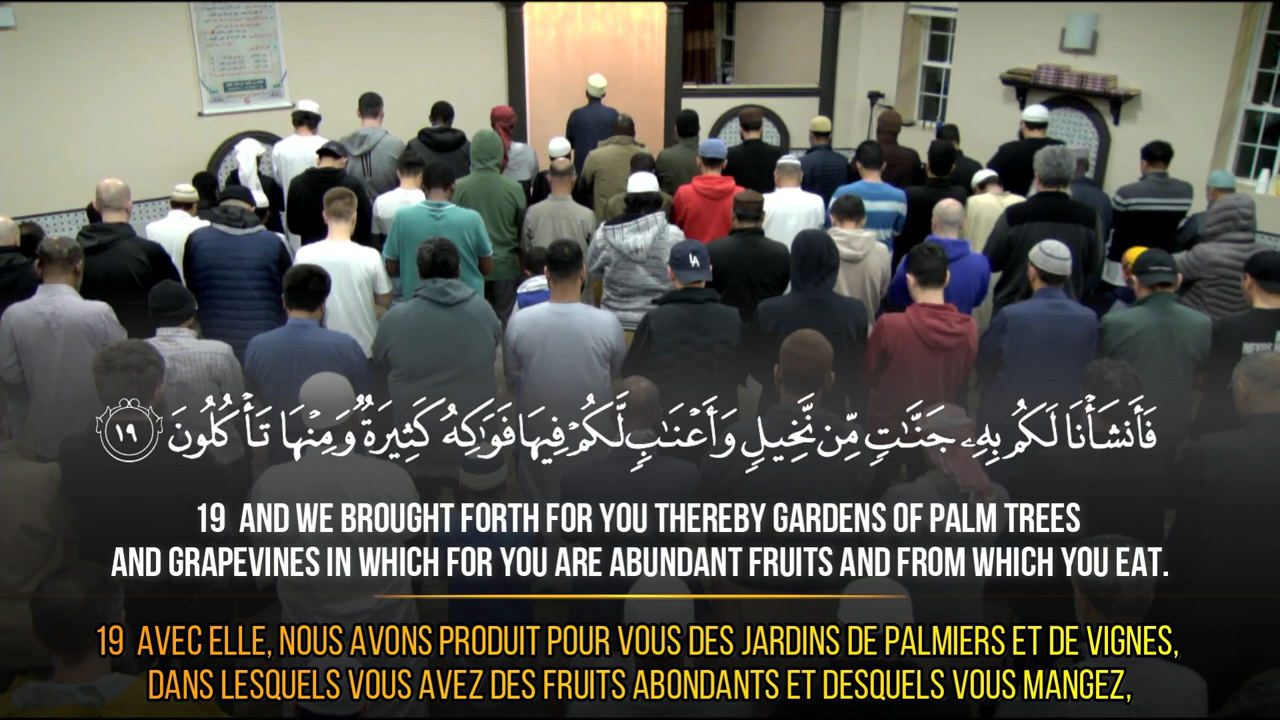 LA
فَأَنشَأْنَا لَكُم بِهِۦ جَنَّٰتٍ مِّن نَّخِيلٍ وَأَعْنَٰبٍ لَّكُمْ فِيهَا فَوَٰكِهُ كَثِيرَةٌ وَمِنْهَا تَأْكُلُونَ ١٩
19 AND WE BROUGHT FORTH FOR YOU THEREBY GARDENS OF PALM TREES
AND GRAPEVINES IN WHICH FOR YOU ARE ABUNDANT FRUITS AND FROM WHICH YOU EAT.
19 AVEC ELLE, NOUS AVONS PRODUIT POUR VOUS DES JARDINS DE PALMIERS ET DE VIGNES,
DANS LESQUELS VOUS AVEZ DES FRUITS ABONDANTS ET DESQUELS VOUS MANGEZ,